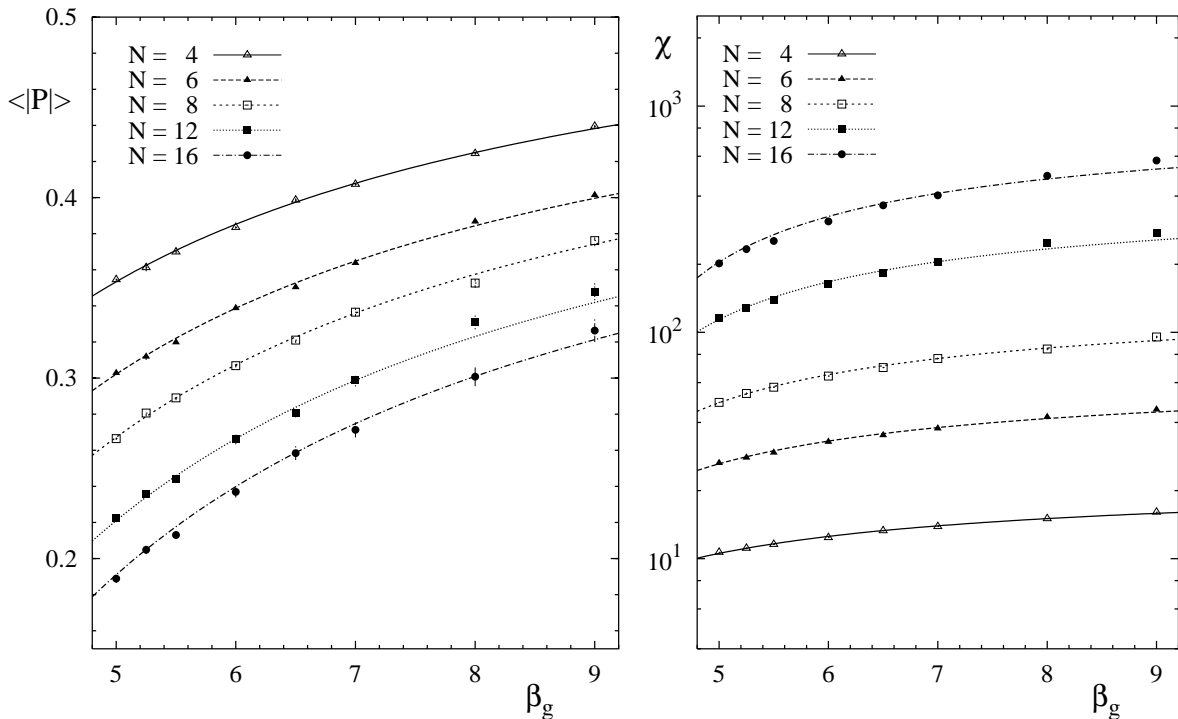 0.5
0.4
0.3
0.2
<|P|>
N = 4
N = 6
N = 8
N = 12
N = 16
5 6 7 8 9
β_g
χ
10^3
10^2
10^1
N = 4
N = 6
N = 8
N = 12
N = 16
5 6 7 8 9
β_g